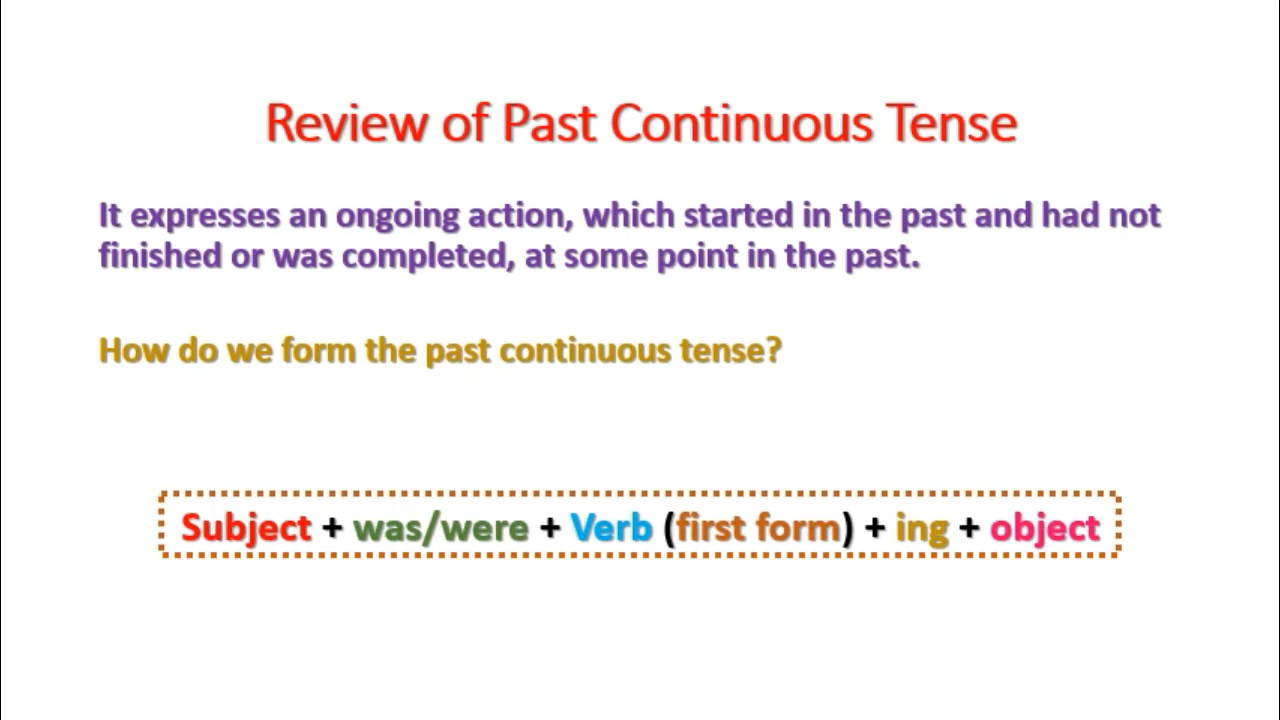 Review of Past Continuous Tense
It expresses an ongoing action, which started in the past and had not
finished or was completed, at some point in the past.
How do we form the past continuous tense?
Subject + was/were + Verb (first form) + ing + object